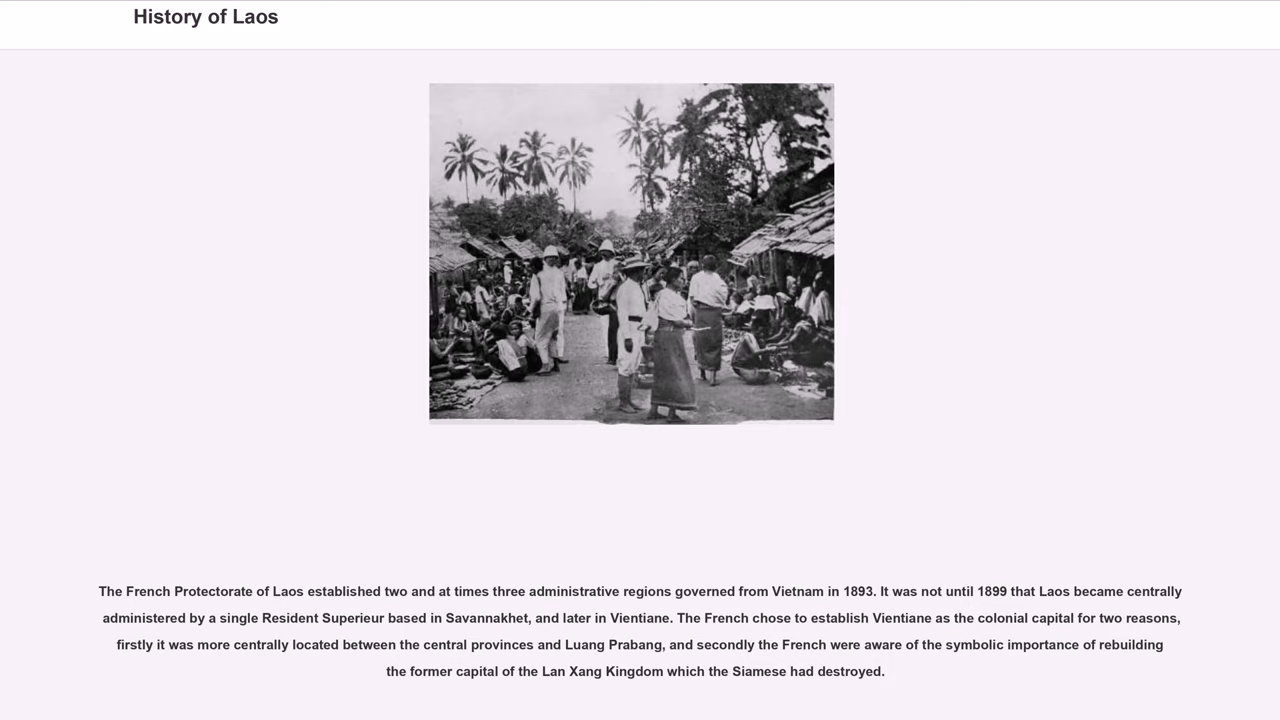 History of Laos
The French Protectorate of Laos established two and at times three administrative regions governed from Vietnam in 1893. It was not until 1899 that Laos became centrally
administered by a single Resident Superieur based in Savannakhet, and later in Vientiane. The French chose to establish Vientiane as the colonial capital for two reasons,
firstly it was more centrally located between the central provinces and Luang Prabang, and secondly the French were aware of the symbolic importance of rebuilding
the former capital of the Lan Xang Kingdom which the Siamese had destroyed.